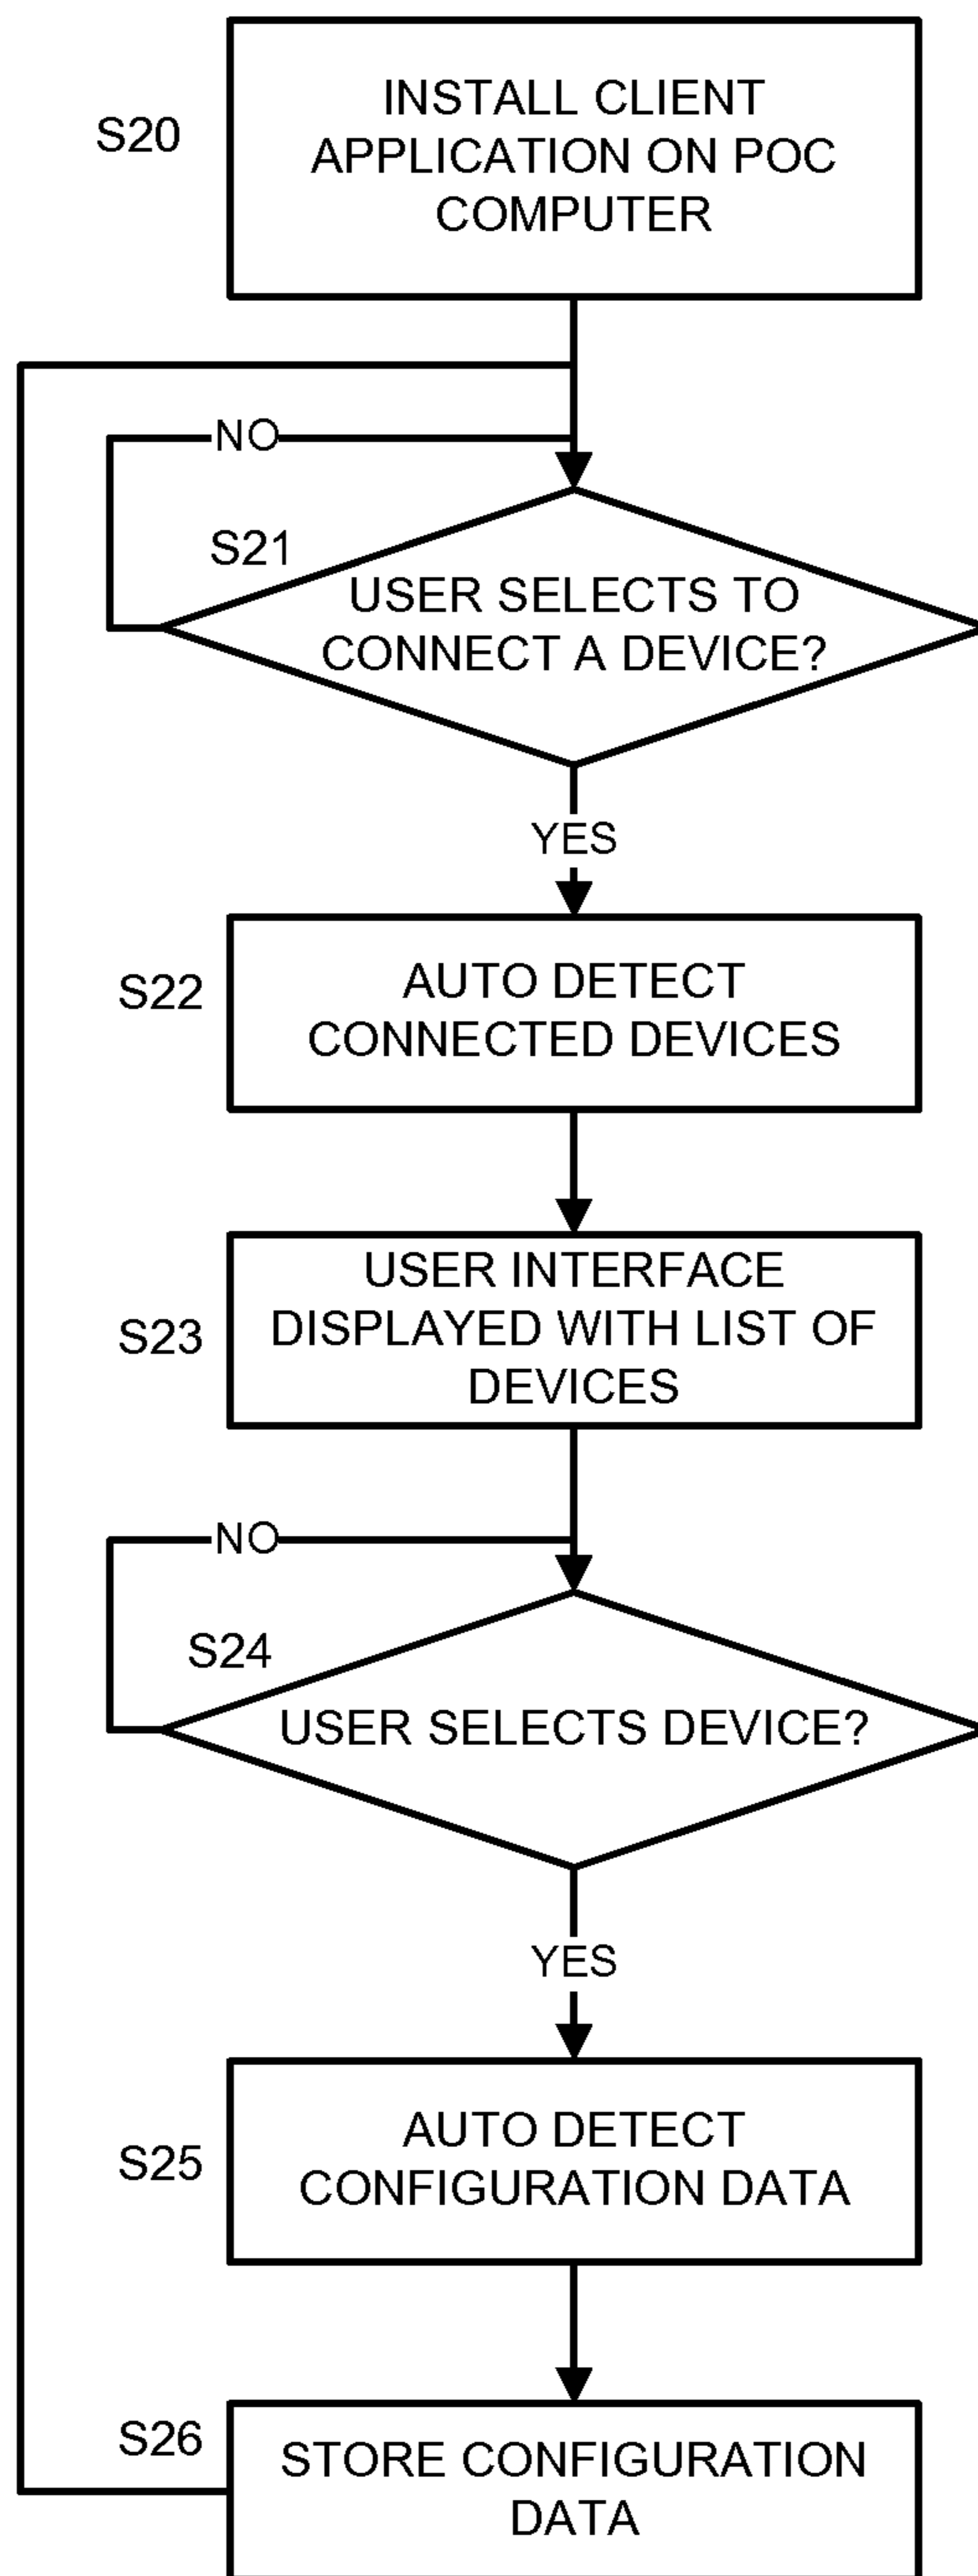 S20
INSTALL CLIENT
APPLICATION ON POC
COMPUTER
NO
S21
USER SELECTS TO
CONNECT A DEVICE?
YES
S22
AUTO DETECT
CONNECTED DEVICES
S23
USER INTERFACE
DISPLAYED WITH LIST OF
DEVICES
NO
S24
USER SELECTS DEVICE?
YES
S25
AUTO DETECT
CONFIGURATION DATA
S26
STORE CONFIGURATION
DATA